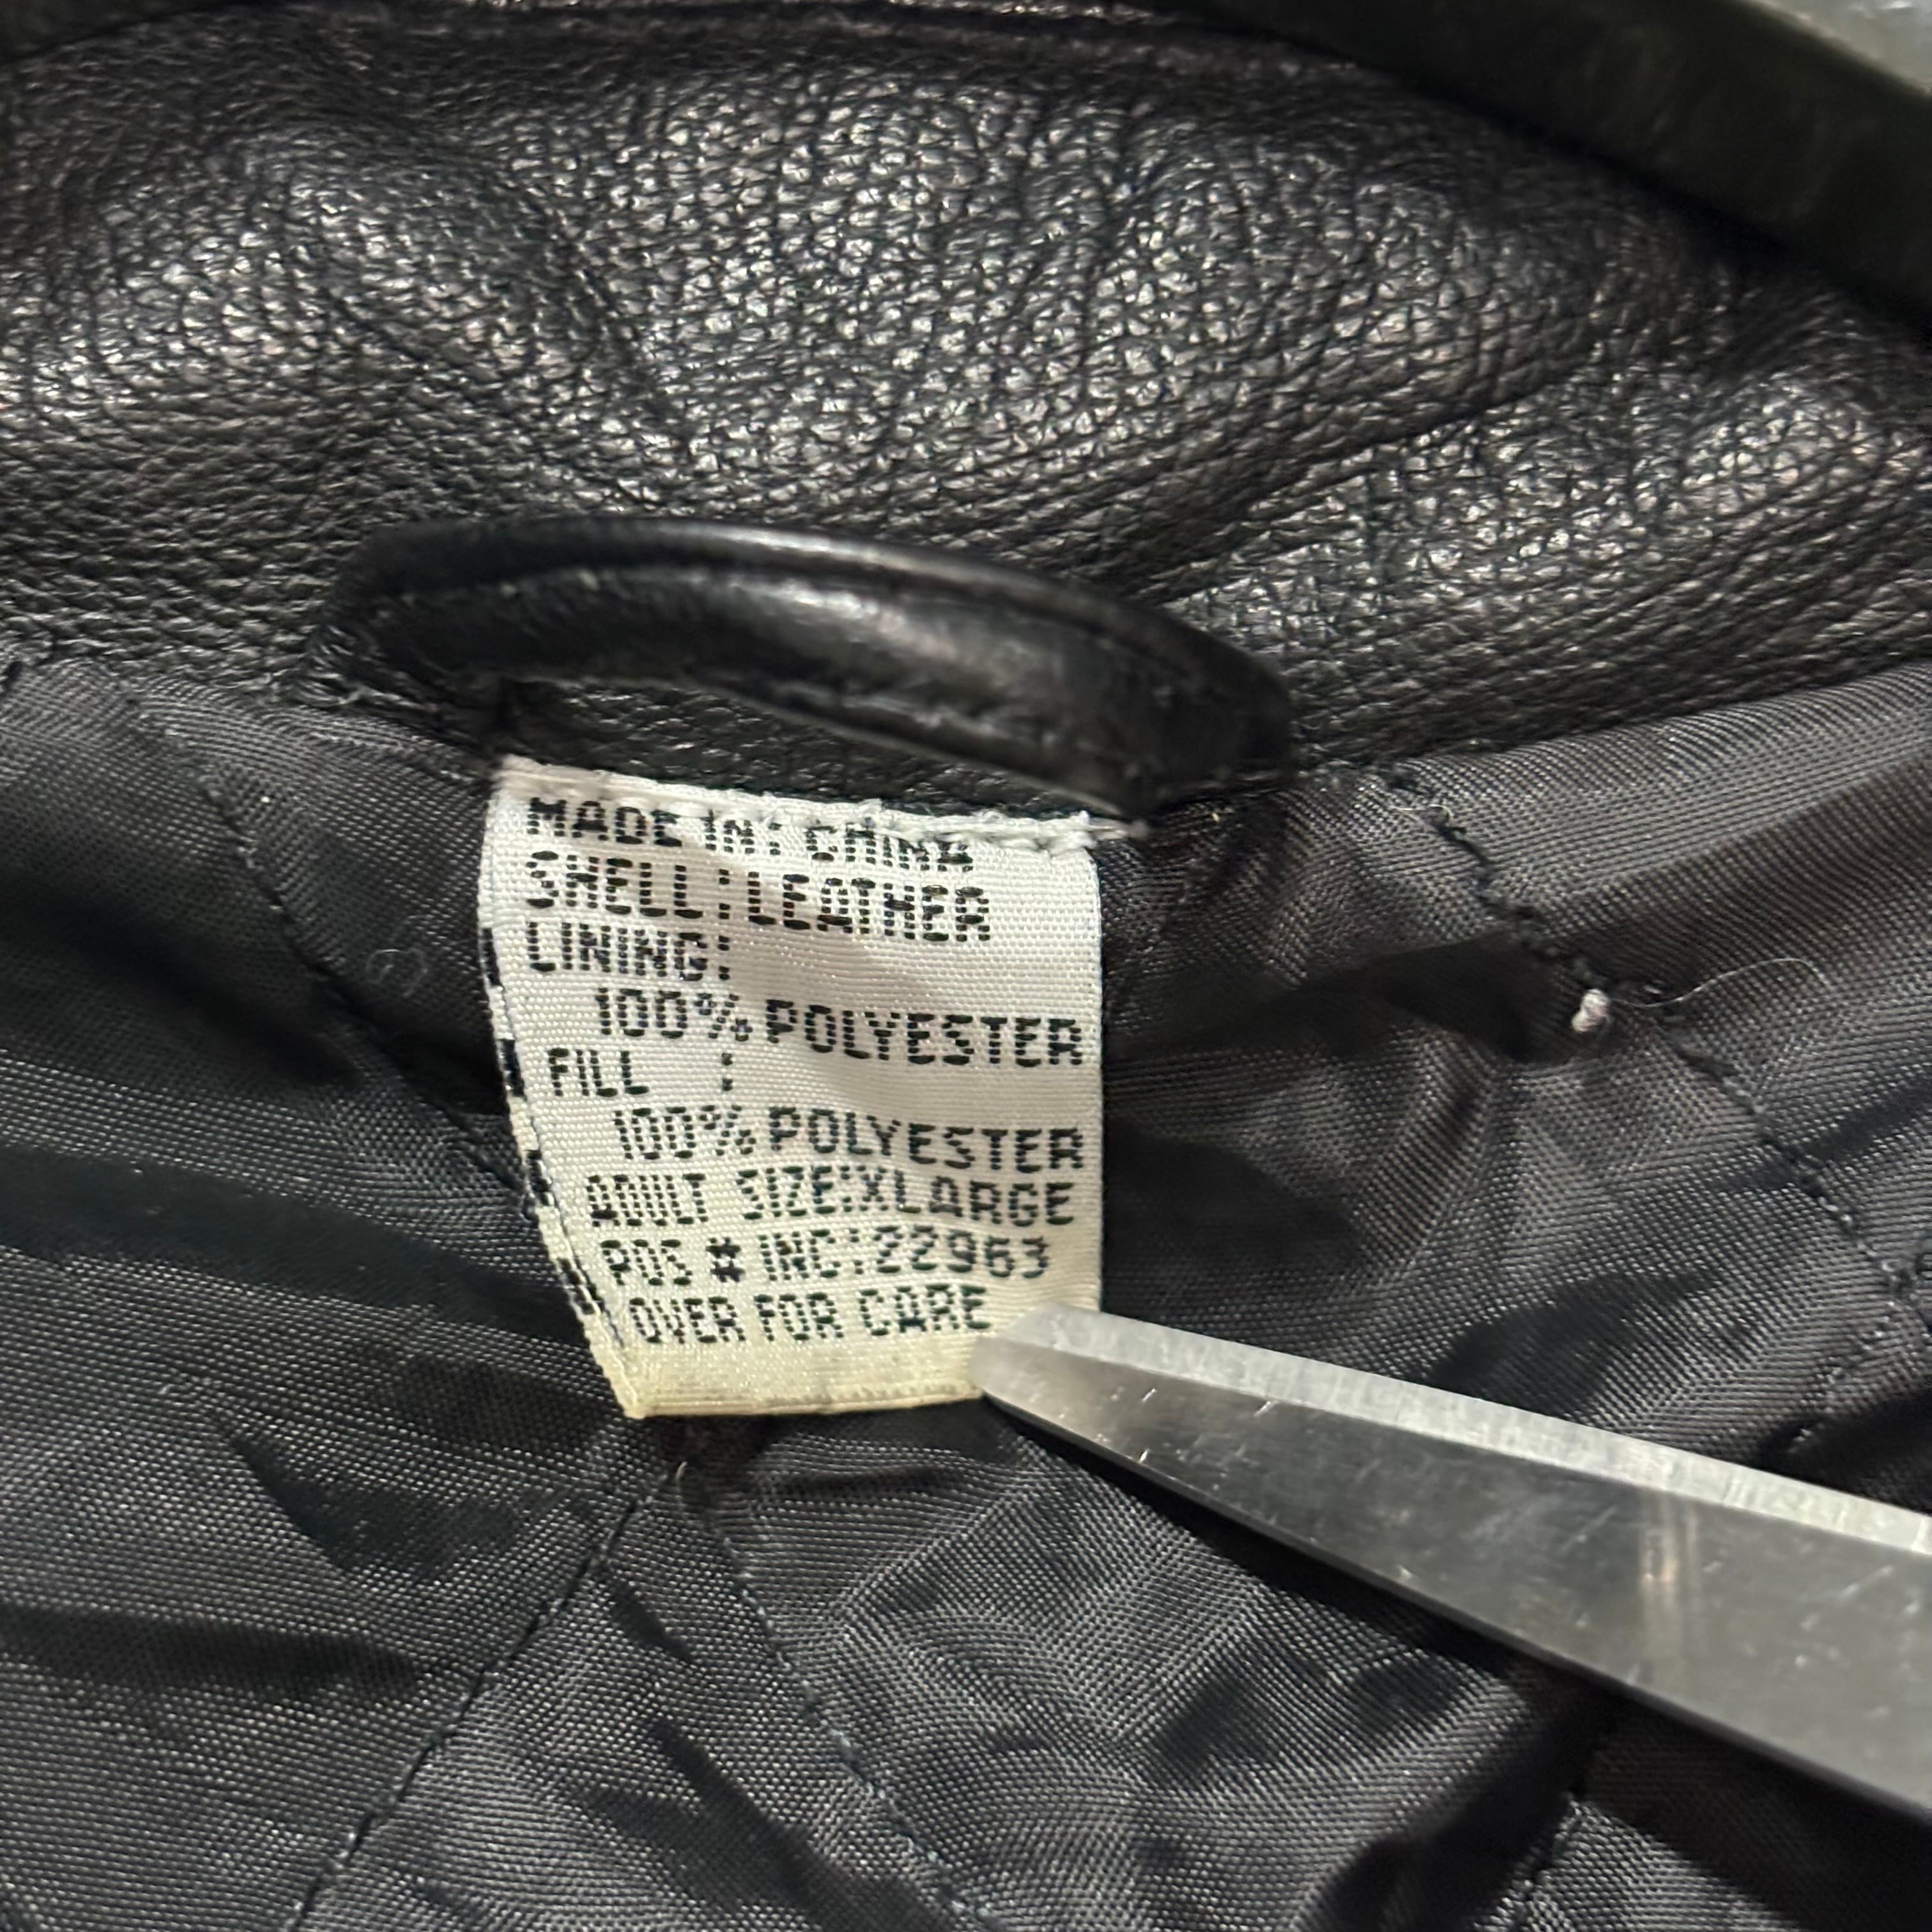 MADE IN: CHINA
SHELL: LEATHER
LINING:
100% POLYESTER
FILL :
100% POLYESTER
ADULT SIZE:XLARGE
POS # INC:22963
OVER FOR CARE